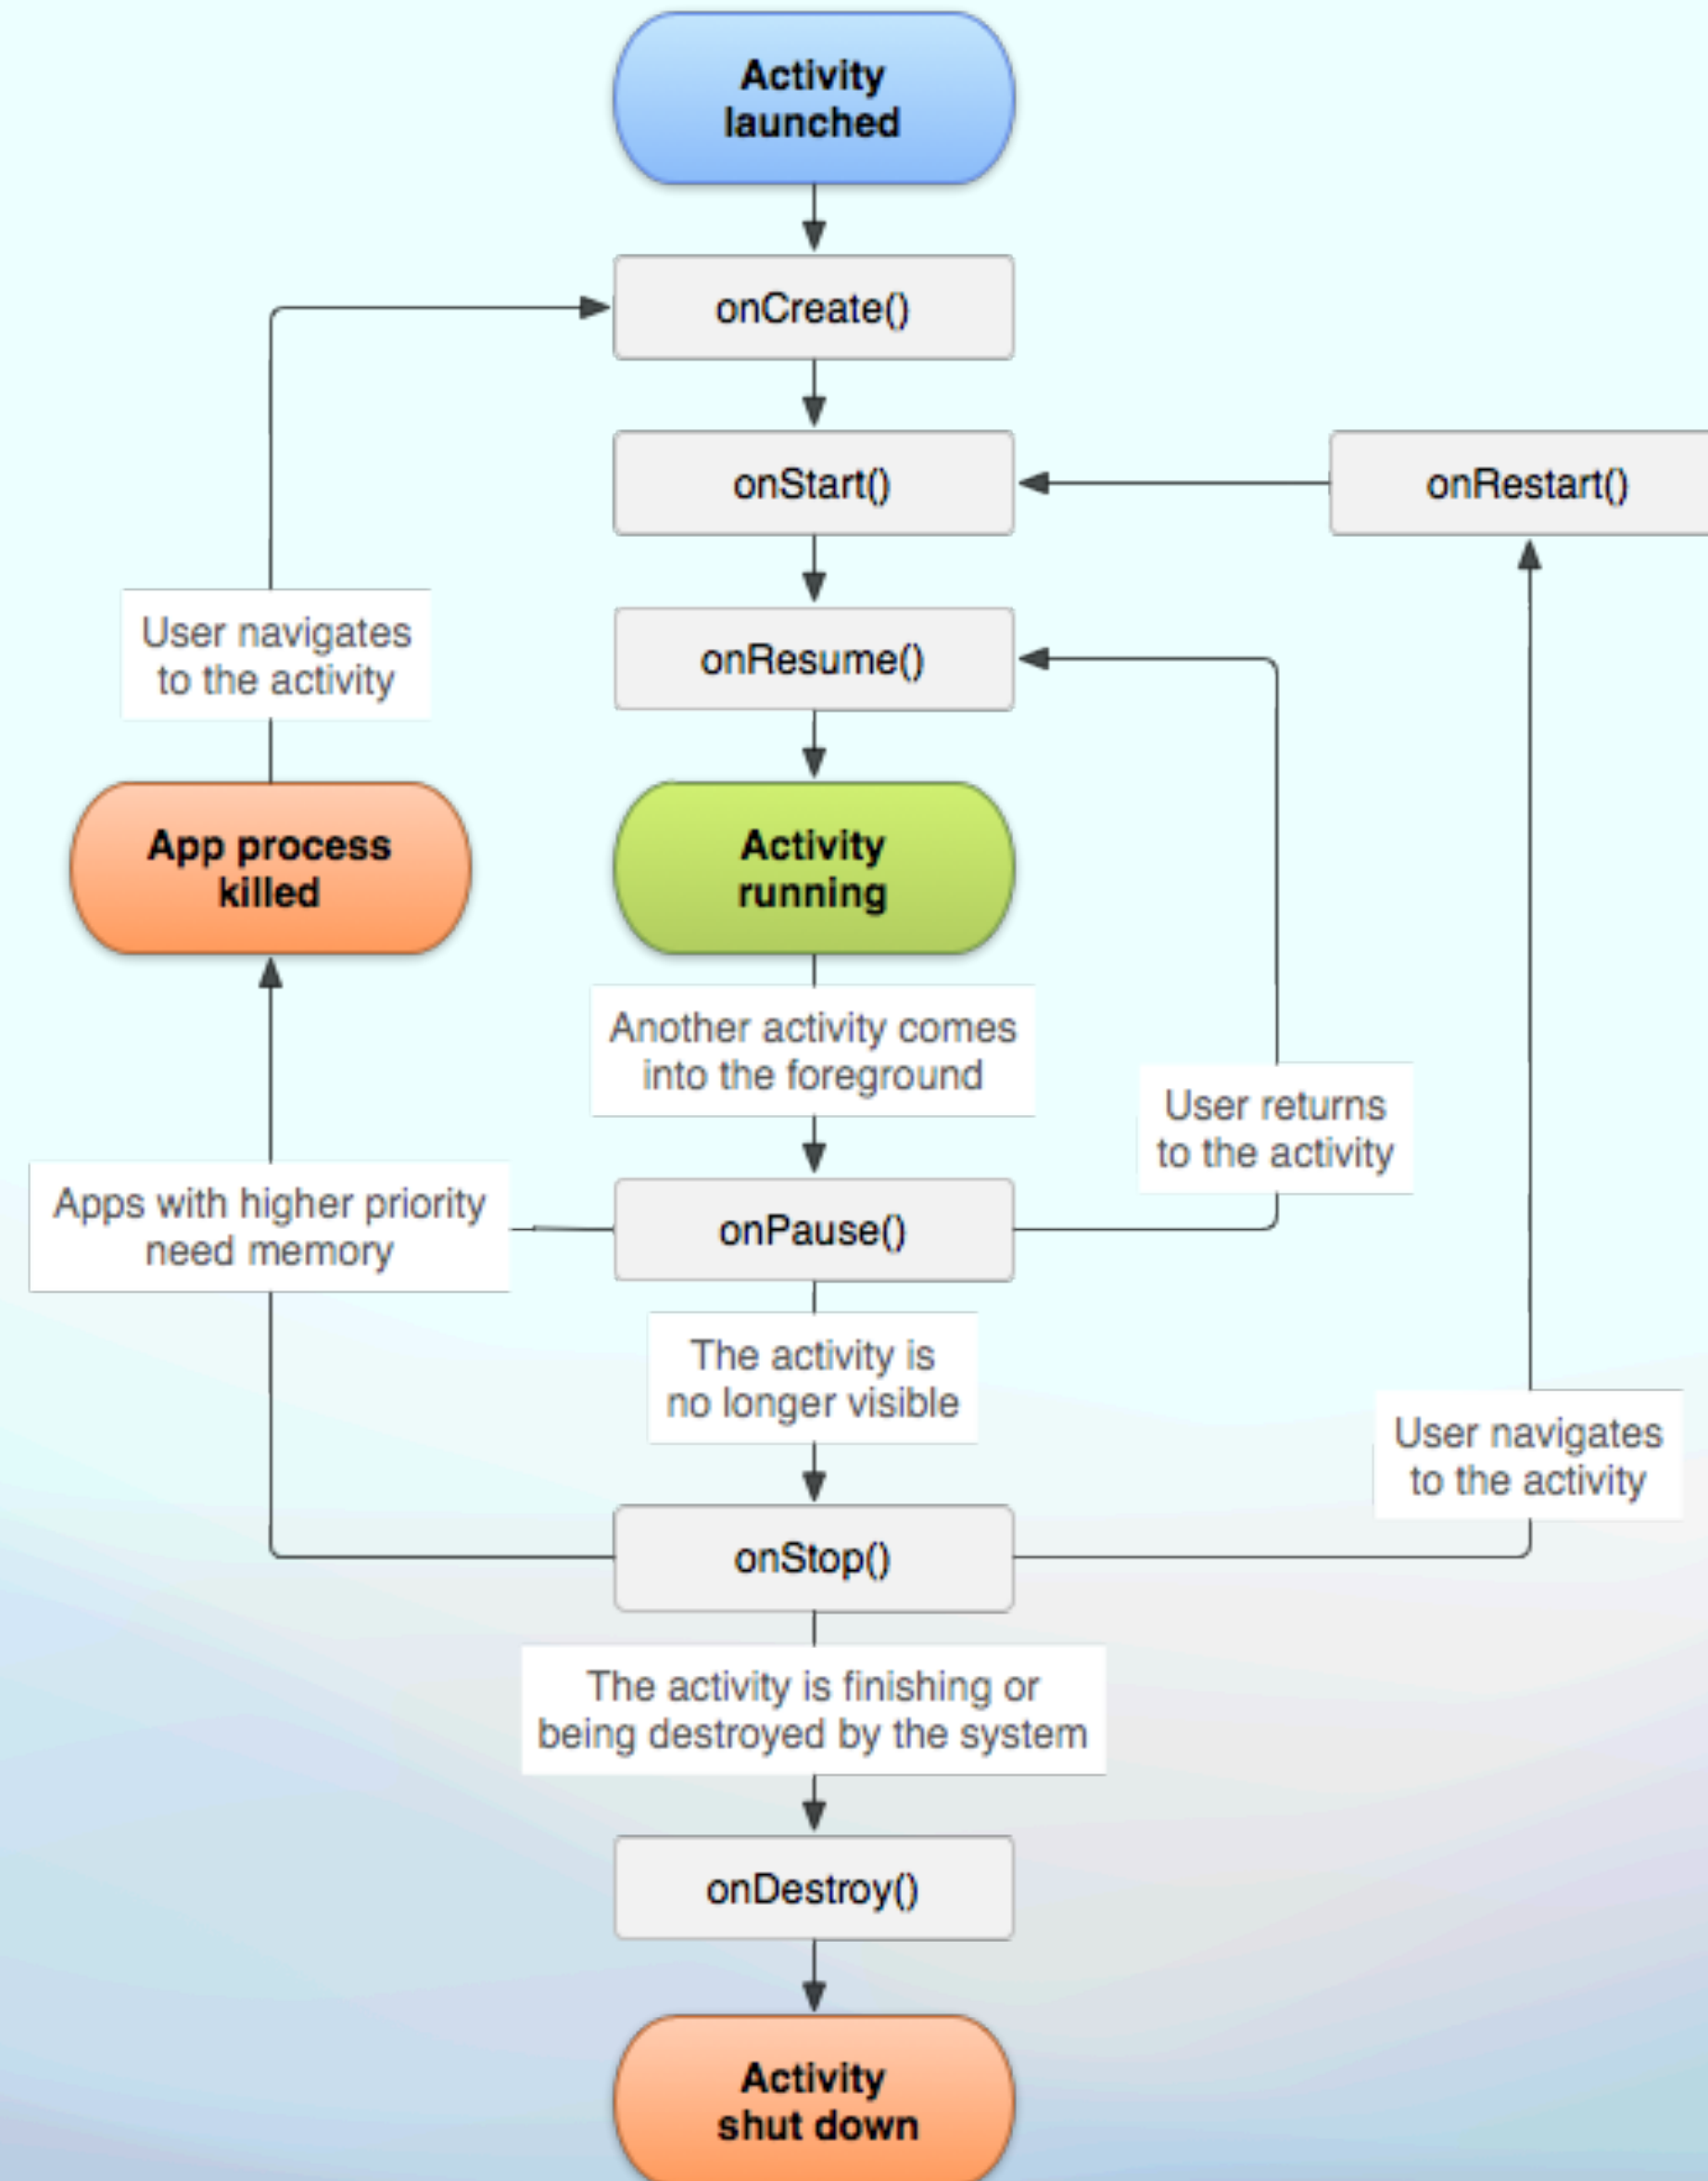 Activity
launched
onCreate()
onStart()
onRestart()
User navigates
to the activity
onResume()
App process
killed
Activity
running
Another activity comes
into the foreground
User returns
to the activity
Apps with higher priority
need memory
onPause()
The activity is
no longer visible
User navigates
to the activity
onStop()
The activity is finishing or
being destroyed by the system
onDestroy()
Activity
shut down